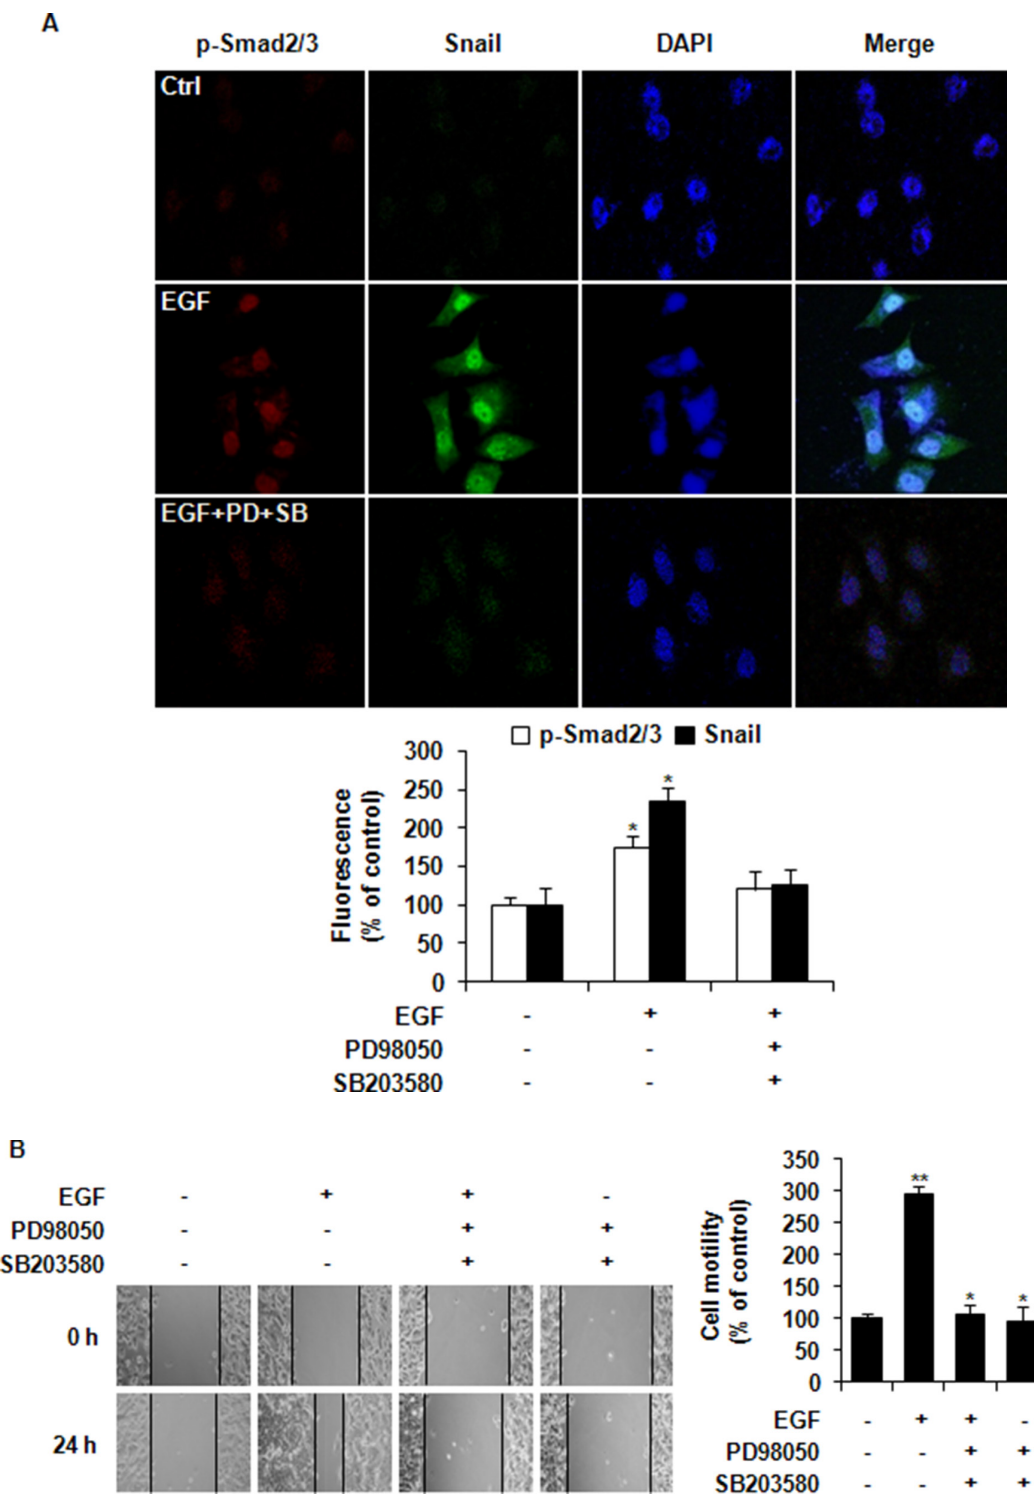 A
p-Smad2/3 Snail DAPI Merge
Ctrl
EGF
EGF+PD+SB
p-Smad2/3 Snail
Fluorescence
(% of control)
300
250
200
150
100
50
0
* *
*
EGF - + +
PD98050 - - +
SB203580 - - +
B
EGF - + + -
PD98050 - - + +
SB203580 - - + +
0 h
24 h
Cell motility
(% of control)
350
300
250
200
150
100
50
0
** * *
EGF - + + -
PD98050 - - + +
SB203580 - - + +